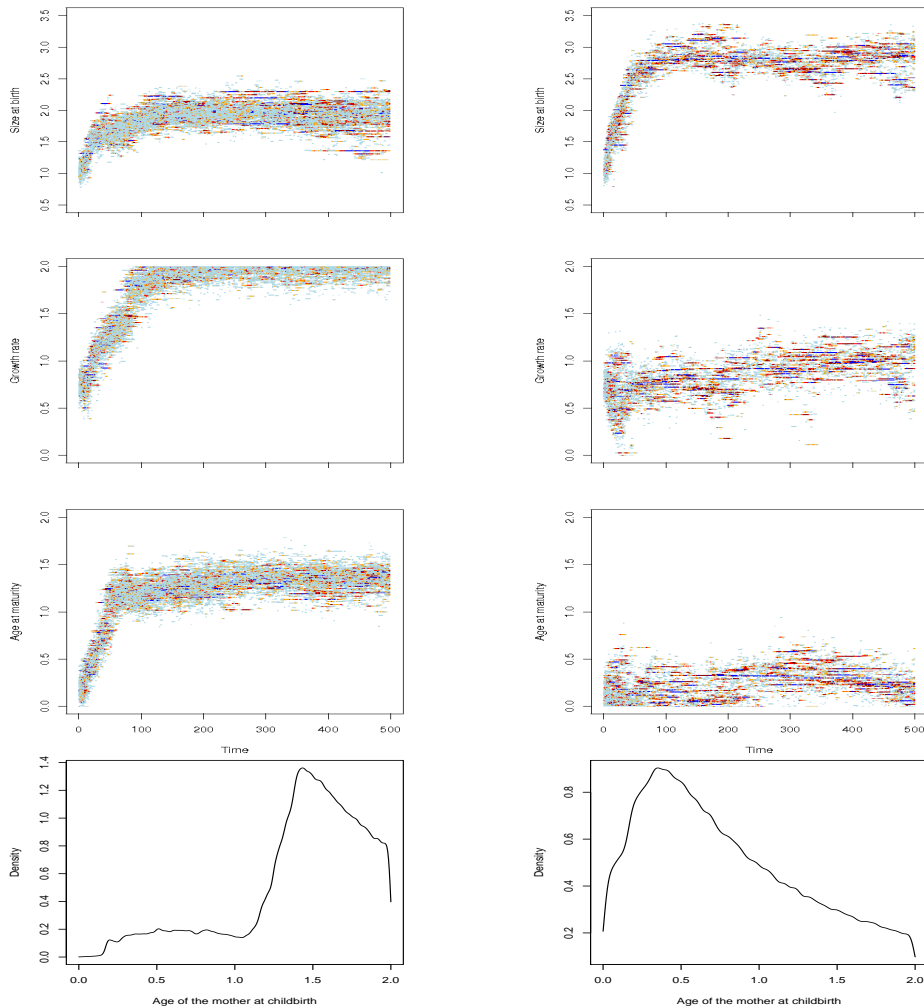 Size at birth
0.5 1.0 1.5 2.0 2.5 3.0 3.5
Size at birth
0.5 1.0 1.5 2.0 2.5 3.0 3.5
Growth rate
0.0 0.5 1.0 1.5 2.0
Growth rate
0.0 0.5 1.0 1.5 2.0
Age at maturity
0.0 0.5 1.0 1.5 2.0
0 100 200 300 400 500
Time
Age at maturity
0.0 0.5 1.0 1.5 2.0
0 100 200 300 400 500
Time
Density
0.0 0.2 0.4 0.6 0.8 1.0 1.2 1.4
0.0 0.5 1.0 1.5 2.0
Age of the mother at childbirth
Density
0.2 0.4 0.6 0.8
0.0 0.5 1.0 1.5 2.0
Age of the mother at childbirth